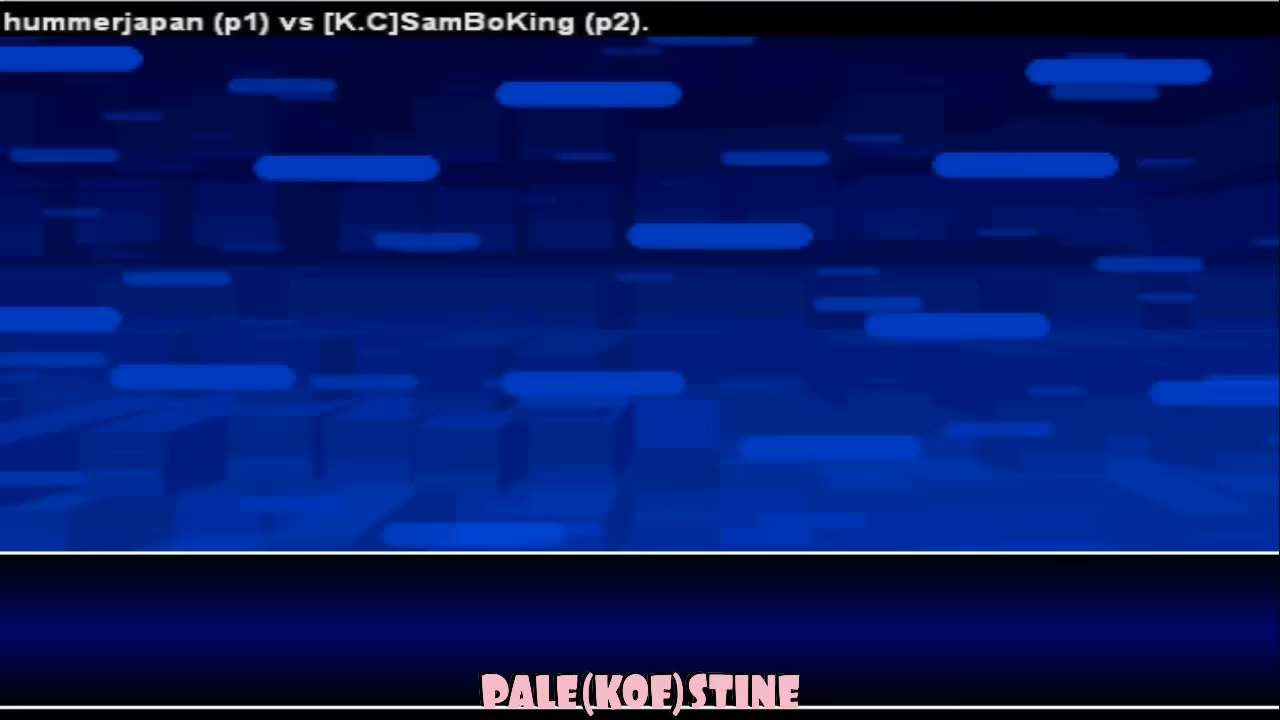 hummerjapan (p1) vs [K.C]SamBoKing (p2).
PALE(KOF)STINE